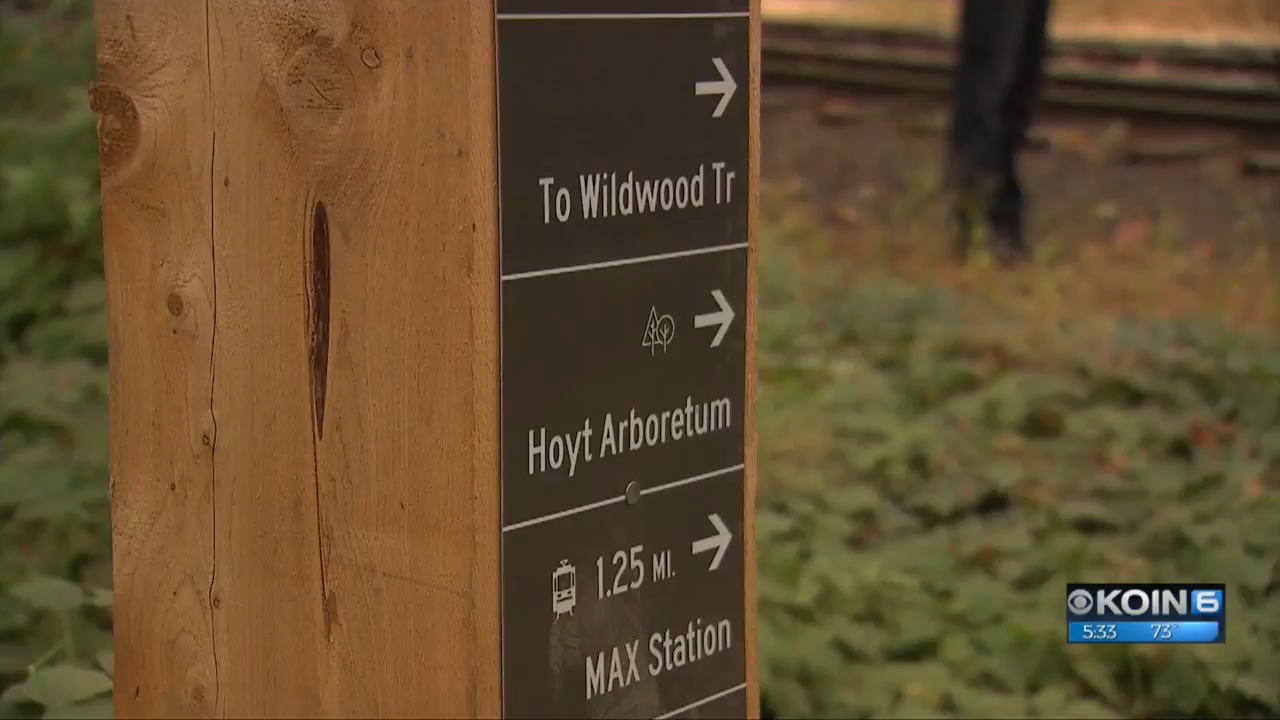 To Wildwood Tr
Hoyt Arboretum
1.25 MI.
MAX Station
KOIN 6
5:33 73°